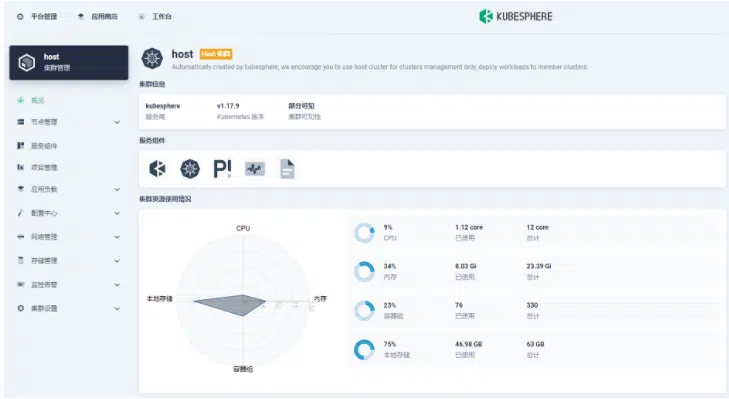 平台管理 应用商店 工作台 KUBESPHERE
host
集群管理
概览
节点管理
服务组件
项目管理
应用负载
配置中心
网络管理
存储管理
监控告警
集群设置
host Host 集群
Automatically created by kubesphere, we encourage you to use host cluster for clusters management only, deploy workloads to member clusters.
集群信息
kubesphere v1.17.9 部分可见
服务商 Kubernetes 版本 集群可见性
服务组件
P!
集群资源使用情况
CPU
内存
容器组
本地存储
9% 1.12 core 12 core
CPU 已使用 总计
34% 8.03 Gi 23.39 Gi
内存 已使用 总计
23% 76 330
容器组 已使用 总计
75% 46.98 GB 63 GB
本地存储 已使用 总计